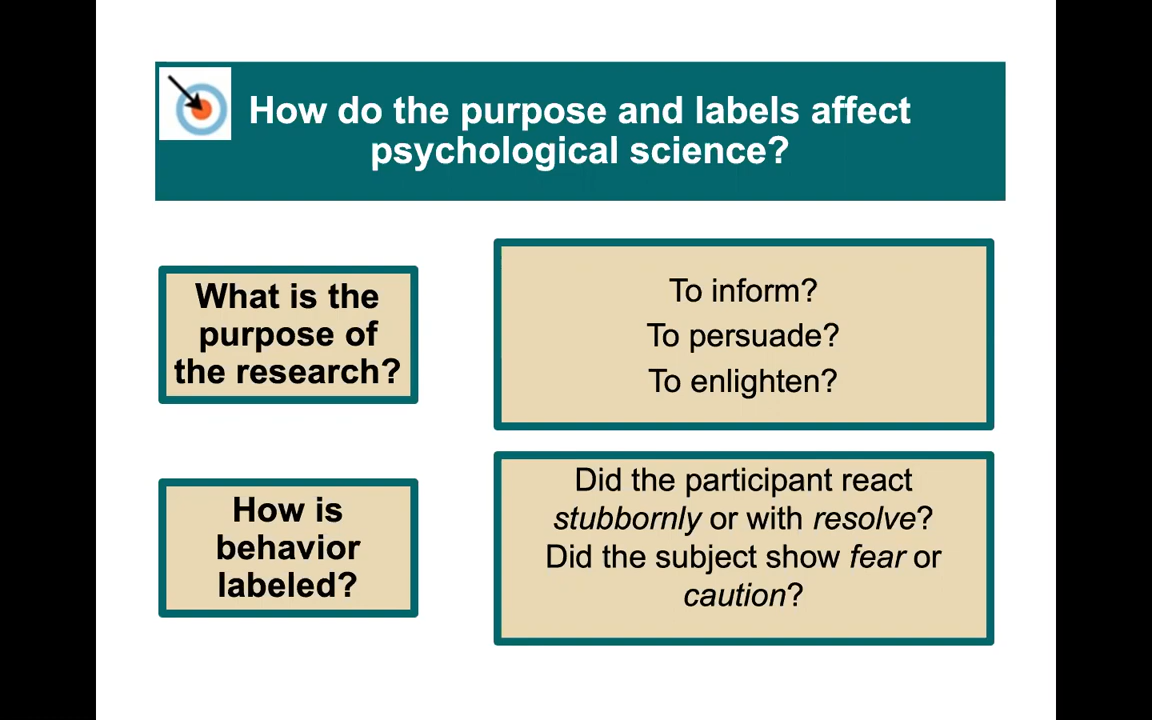 How do the purpose and labels affect
psychological science?
What is the
purpose of
the research?
To inform?
To persuade?
To enlighten?
How is
behavior
labeled?
Did the participant react
stubbornly or with resolve?
Did the subject show fear or
caution?